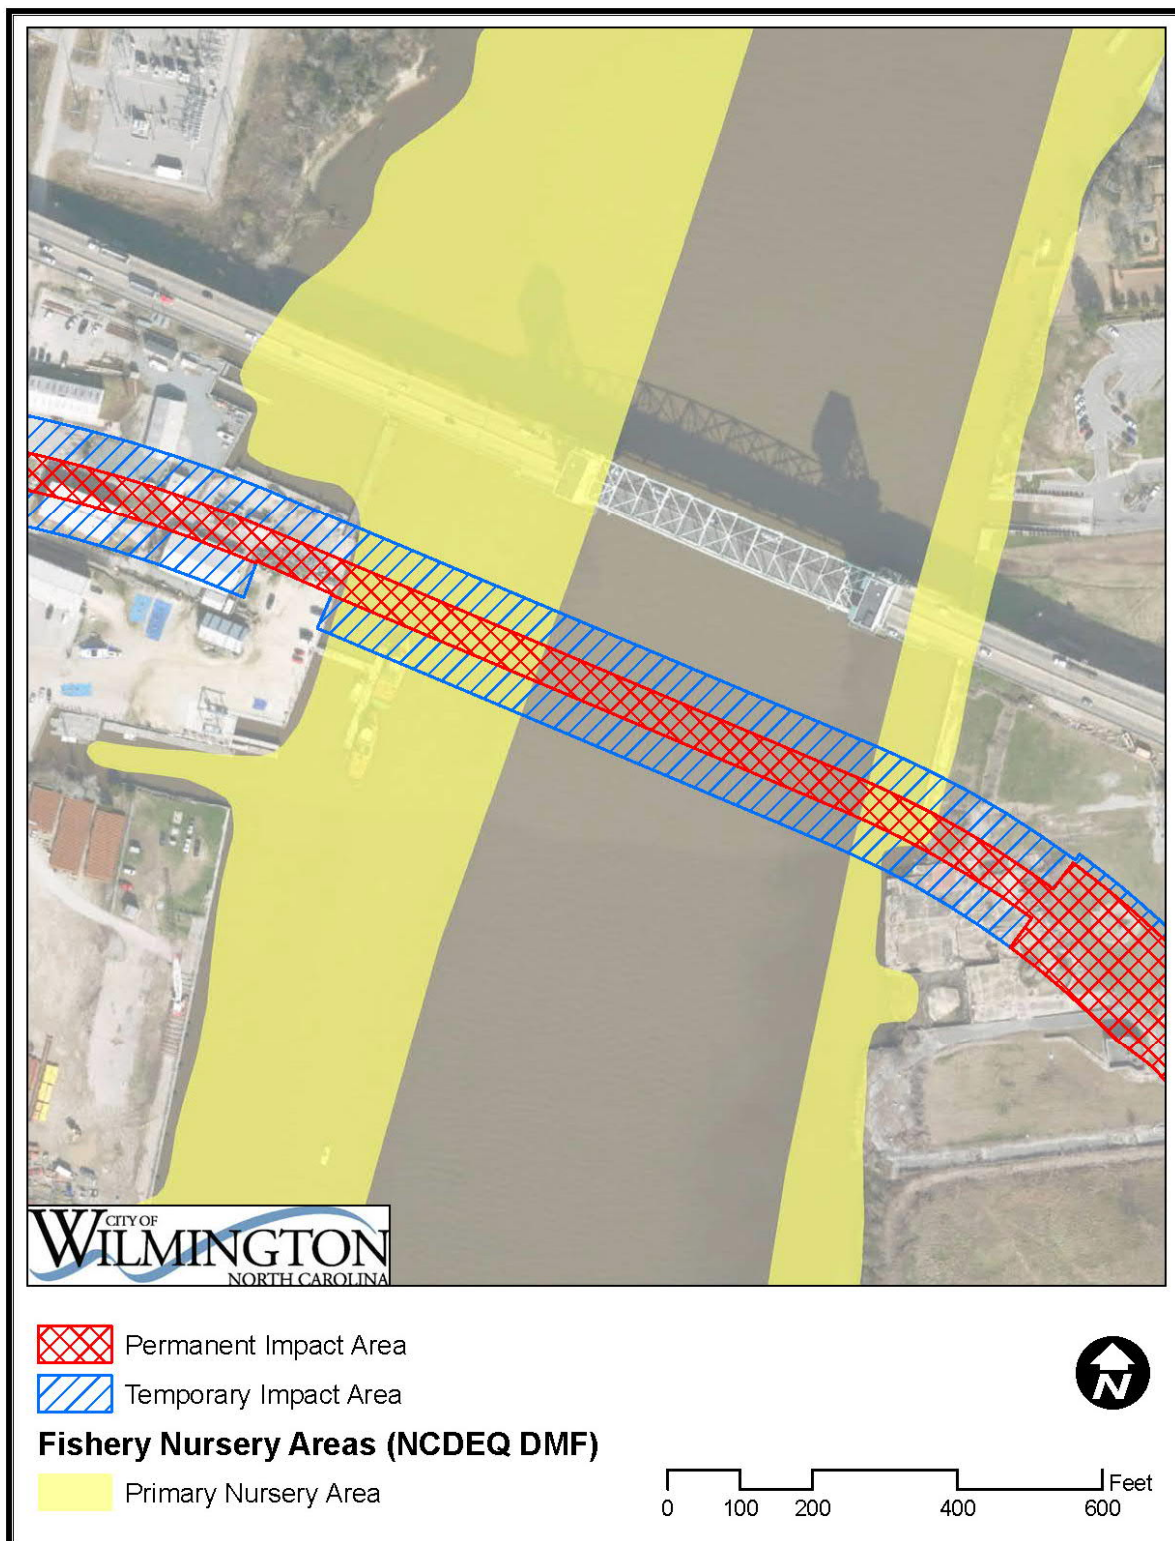 CITY OF
WILMINGTON
NORTH CAROLINA
Permanent Impact Area
Temporary Impact Area
N
Fishery Nursery Areas (NCDEQ DMF)
Primary Nursery Area
Feet
0 100 200 400 600